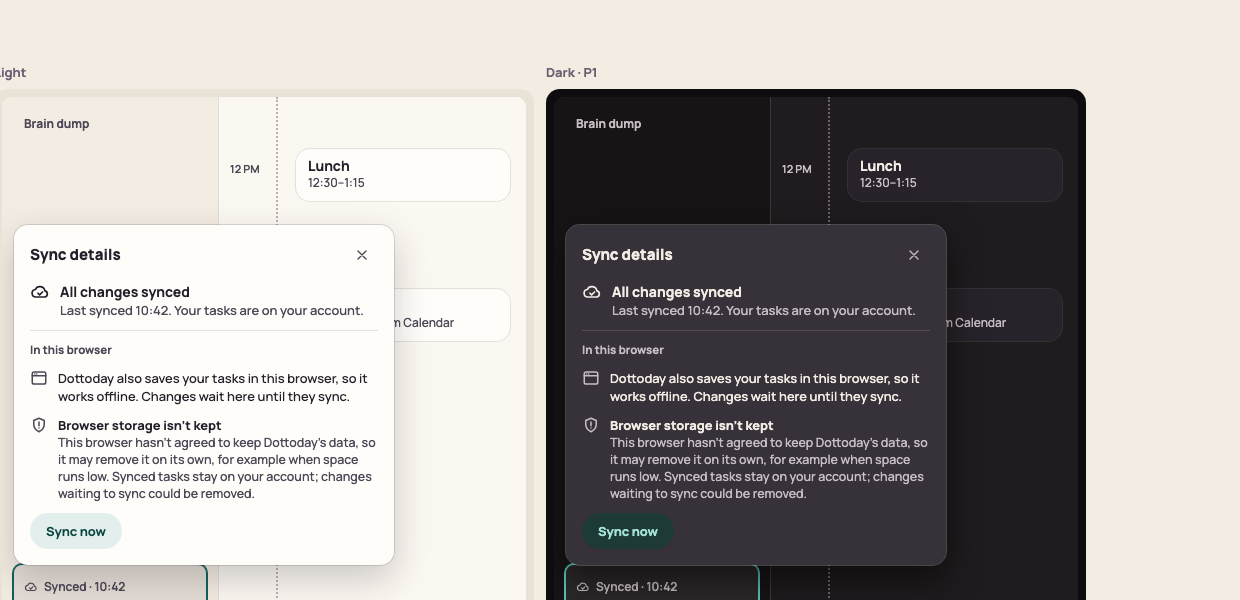 Light
Brain dump
12 PM
Lunch
12:30–1:15
Sync details
All changes synced
Last synced 10:42. Your tasks are on your account.
Calendar
In this browser
Dottoday also saves your tasks in this browser, so it
works offline. Changes wait here until they sync.
Browser storage isn't kept
This browser hasn't agreed to keep Dottoday's data, so
it may remove it on its own, for example when space
runs low. Synced tasks stay on your account; changes
waiting to sync could be removed.
Sync now
Synced · 10:42
Dark · P1
Brain dump
12 PM
Lunch
12:30–1:15
Sync details
All changes synced
Last synced 10:42. Your tasks are on your account.
Calendar
In this browser
Dottoday also saves your tasks in this browser, so it
works offline. Changes wait here until they sync.
Browser storage isn't kept
This browser hasn't agreed to keep Dottoday's data, so
it may remove it on its own, for example when space
runs low. Synced tasks stay on your account; changes
waiting to sync could be removed.
Sync now
Synced · 10:42